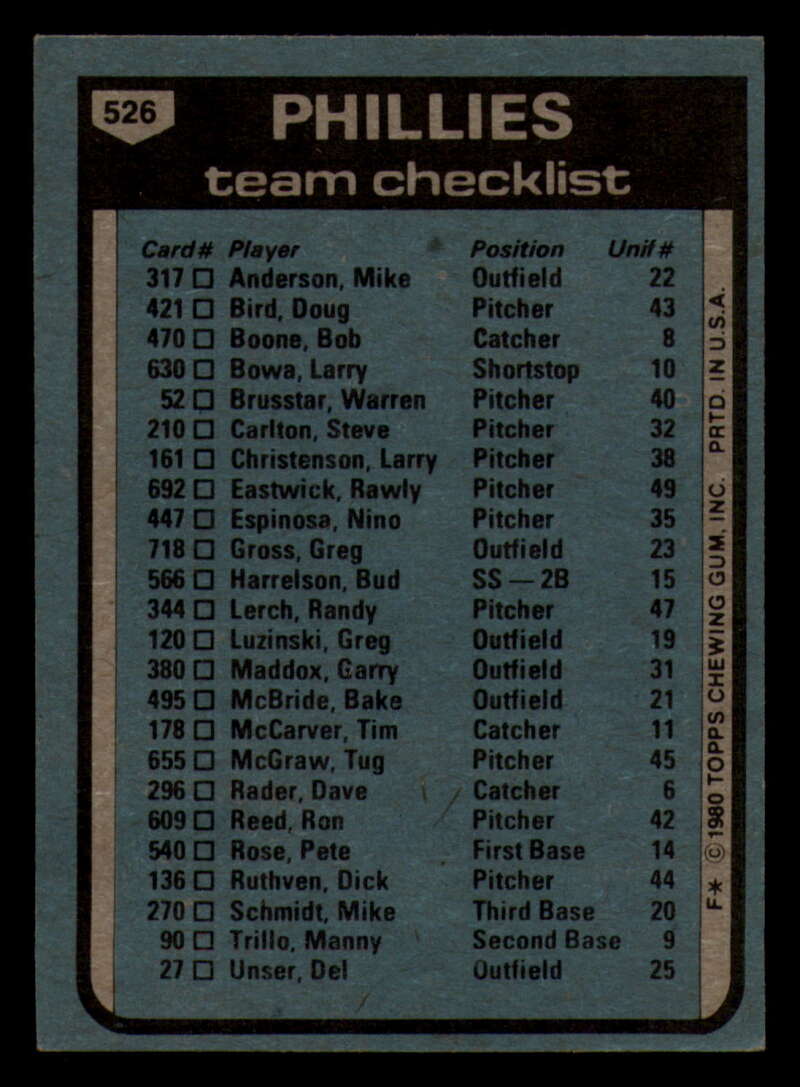 526
PHILLIES
team checklist
Card# Player Position Unif#
317 Anderson, Mike Outfield 22
421 Bird, Doug Pitcher 43
470 Boone, Bob Catcher 8
630 Bowa, Larry Shortstop 10
52 Brusstar, Warren Pitcher 40
210 Carlton, Steve Pitcher 32
161 Christenson, Larry Pitcher 38
692 Eastwick, Rawly Pitcher 49
447 Espinosa, Nino Pitcher 35
718 Gross, Greg Outfield 23
566 Harrelson, Bud SS — 2B 15
344 Lerch, Randy Pitcher 47
120 Luzinski, Greg Outfield 19
380 Maddox, Garry Outfield 31
495 McBride, Bake Outfield 21
178 McCarver, Tim Catcher 11
655 McGraw, Tug Pitcher 45
296 Rader, Dave Catcher 6
609 Reed, Ron Pitcher 42
540 Rose, Pete First Base 14
136 Ruthven, Dick Pitcher 44
270 Schmidt, Mike Third Base 20
90 Trillo, Manny Second Base 9
27 Unser, Del Outfield 25
F* © 1980 TOPPS CHEWING GUM, INC. PRTD. IN U.S.A.